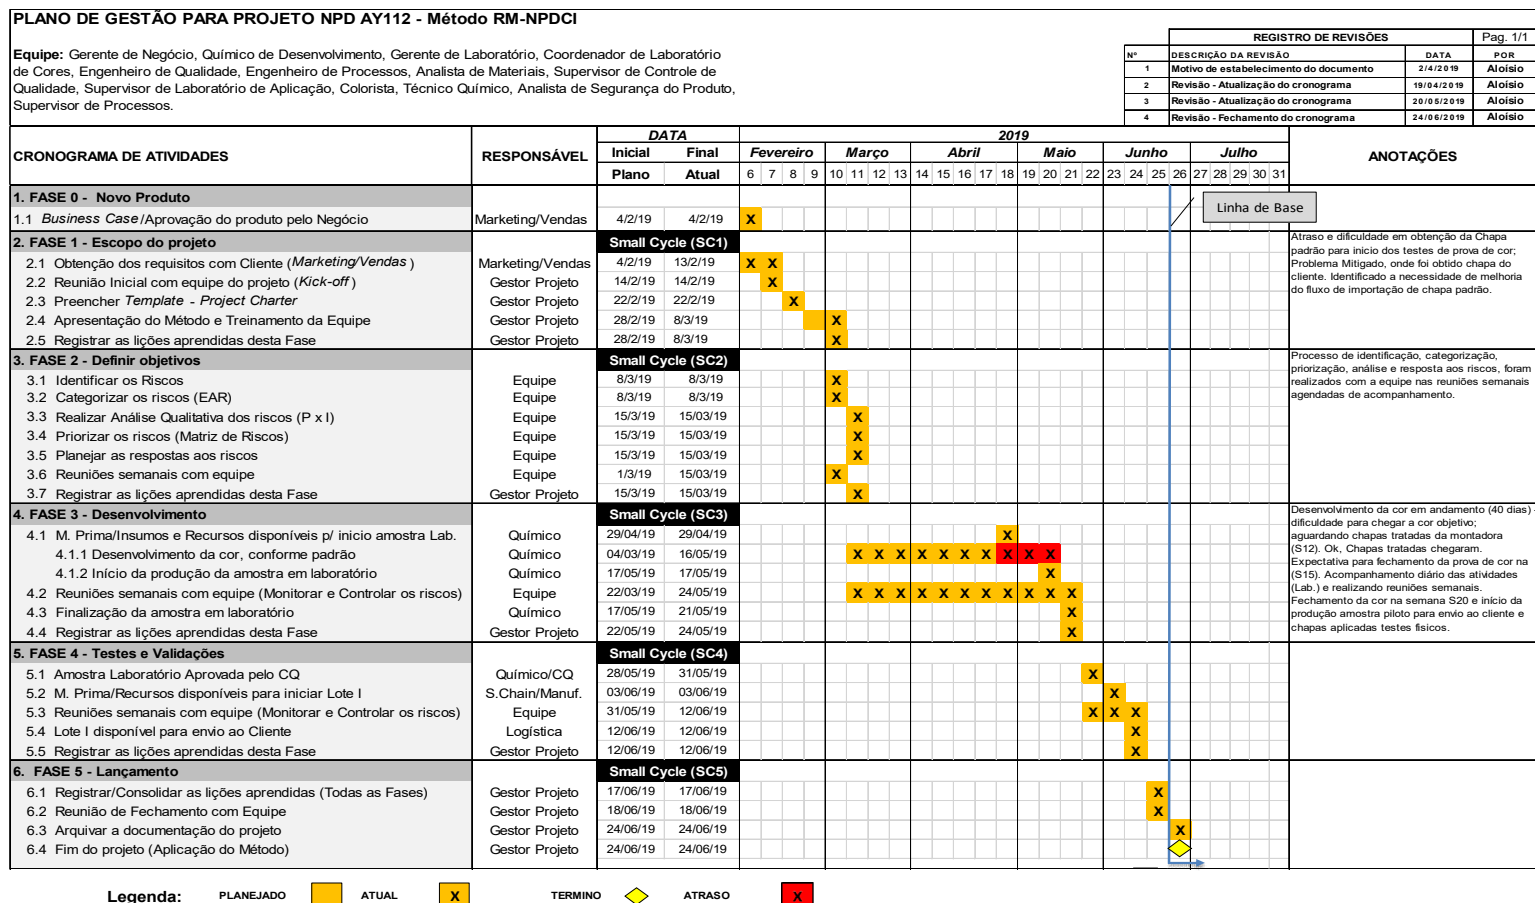 PLANO DE GESTÃO PARA PROJETO NPD AY112 - Método RM-NPDCI
Equipe: Gerente de Negócio, Químico de Desenvolvimento, Gerente de Laboratório, Coordenador de Laboratório
de Cores, Engenheiro de Qualidade, Engenheiro de Processos, Analista de Materiais, Supervisor de Controle de
Qualidade, Supervisor de Laboratório de Aplicação, Colorista, Técnico Químico, Analista de Segurança do Produto,
Supervisor de Processos.
REGISTRO DE REVISÕES Pag. 1/1
Nº DESCRIÇÃO DA REVISÃO DATA POR
1 Motivo de estabelecimento do documento 2/4/2019 Aloísio
2 Revisão - Atualização do cronograma 19/04/2019 Aloísio
3 Revisão - Atualização do cronograma 20/05/2019 Aloísio
4 Revisão - Fechamento do cronograma 24/06/2019 Aloísio
CRONOGRAMA DE ATIVIDADES RESPONSÁVEL DATA 2019 ANOTAÇÕES
Inicial Final Fevereiro Março Abril Maio Junho Julho
Plano Atual 6 7 8 9 10 11 12 13 14 15 16 17 18 19 20 21 22 23 24 25 26 27 28 29 30 31
1. FASE 0 - Novo Produto
Linha de Base
1.1 Business Case/Aprovação do produto pelo Negócio Marketing/Vendas 4/2/19 4/2/19 X
2. FASE 1 - Escopo do projeto Small Cycle (SC1)
2.1 Obtenção dos requisitos com Cliente (Marketing/Vendas) Marketing/Vendas 4/2/19 13/2/19 X X
2.2 Reunião Inicial com equipe do projeto (Kick-off) Gestor Projeto 14/2/19 14/2/19 X
2.3 Preencher Template - Project Charter Gestor Projeto 22/2/19 22/2/19 X
2.4 Apresentação do Método e Treinamento da Equipe Gestor Projeto 28/2/19 8/3/19 X
2.5 Registrar as lições aprendidas desta Fase Gestor Projeto 28/2/19 8/3/19 X
Atraso e dificuldade em obtenção da Chapa
padrão para inicio dos testes de prova de cor;
Problema Mitigado, onde foi obtido chapa do
cliente. Identificado a necessidade de melhoria
do fluxo de importação de chapa padrão.
3. FASE 2 - Definir objetivos Small Cycle (SC2)
3.1 Identificar os Riscos Equipe 8/3/19 8/3/19 X
3.2 Categorizar os riscos (EAR) Equipe 8/3/19 8/3/19 X
3.3 Realizar Análise Qualitativa dos riscos (P x I) Equipe 15/3/19 15/03/19 X
3.4 Priorizar os riscos (Matriz de Riscos) Equipe 15/3/19 15/03/19 X
3.5 Planejar as respostas aos riscos Equipe 15/3/19 15/03/19 X
3.6 Reuniões semanais com equipe Equipe 1/3/19 15/03/19 X
3.7 Registrar as lições aprendidas desta Fase Gestor Projeto 15/3/19 15/03/19 X
Processo de identificação, categorização,
priorização, análise e resposta aos riscos, foram
realizados com a equipe nas reuniões semanais
agendadas de acompanhamento.
4. FASE 3 - Desenvolvimento Small Cycle (SC3)
4.1 M. Prima/Insumos e Recursos disponíveis p/ inicio amostra Lab. Químico 29/04/19 29/04/19 X
4.1.1 Desenvolvimento da cor, conforme padrão Químico 04/03/19 16/05/19 X X X X X X X X X X
4.1.2 Início da produção da amostra em laboratório Químico 17/05/19 17/05/19 X
4.2 Reuniões semanais com equipe (Monitorar e Controlar os riscos) Equipe 22/03/19 24/05/19 X X X X X X X X X X X
4.3 Finalização da amostra em laboratório Químico 17/05/19 21/05/19 X
4.4 Registrar as lições aprendidas desta Fase Gestor Projeto 22/05/19 24/05/19 X
Desenvolvimento da cor em andamento (40 dias) -
dificuldade para chegar a cor objetivo;
aguardando chapas tratadas da montadora
(S12). Ok, Chapas tratadas chegaram.
Expectativa para fechamento da prova de cor na
(S15). Acompanhamento diário das atividades
(Lab.) e realizando reuniões semanais.
Fechamento da cor na semana S20 e início da
produção amostra piloto para envio ao cliente e
chapas aplicadas testes físicos.
5. FASE 4 - Testes e Validações Small Cycle (SC4)
5.1 Amostra Laboratório Aprovada pelo CQ Químico/CQ 28/05/19 31/05/19 X
5.2 M. Prima/Recursos disponíveis para iniciar Lote I S.Chain/Manuf. 03/06/19 03/06/19 X
5.3 Reuniões semanais com equipe (Monitorar e Controlar os riscos) Equipe 31/05/19 12/06/19 X X X
5.4 Lote I disponível para envio ao Cliente Logística 12/06/19 12/06/19 X
5.5 Registrar as lições aprendidas desta Fase Gestor Projeto 12/06/19 12/06/19 X
6. FASE 5 - Lançamento Small Cycle (SC5)
6.1 Registrar/Consolidar as lições aprendidas (Todas as Fases) Gestor Projeto 17/06/19 17/06/19 X
6.2 Reunião de Fechamento com Equipe Gestor Projeto 18/06/19 18/06/19 X
6.3 Arquivar a documentação do projeto Gestor Projeto 24/06/19 24/06/19 X
6.4 Fim do projeto (Aplicação do Método) Gestor Projeto 24/06/19 24/06/19
Legenda: PLANEJADO ATUAL X TERMINO ATRASO X